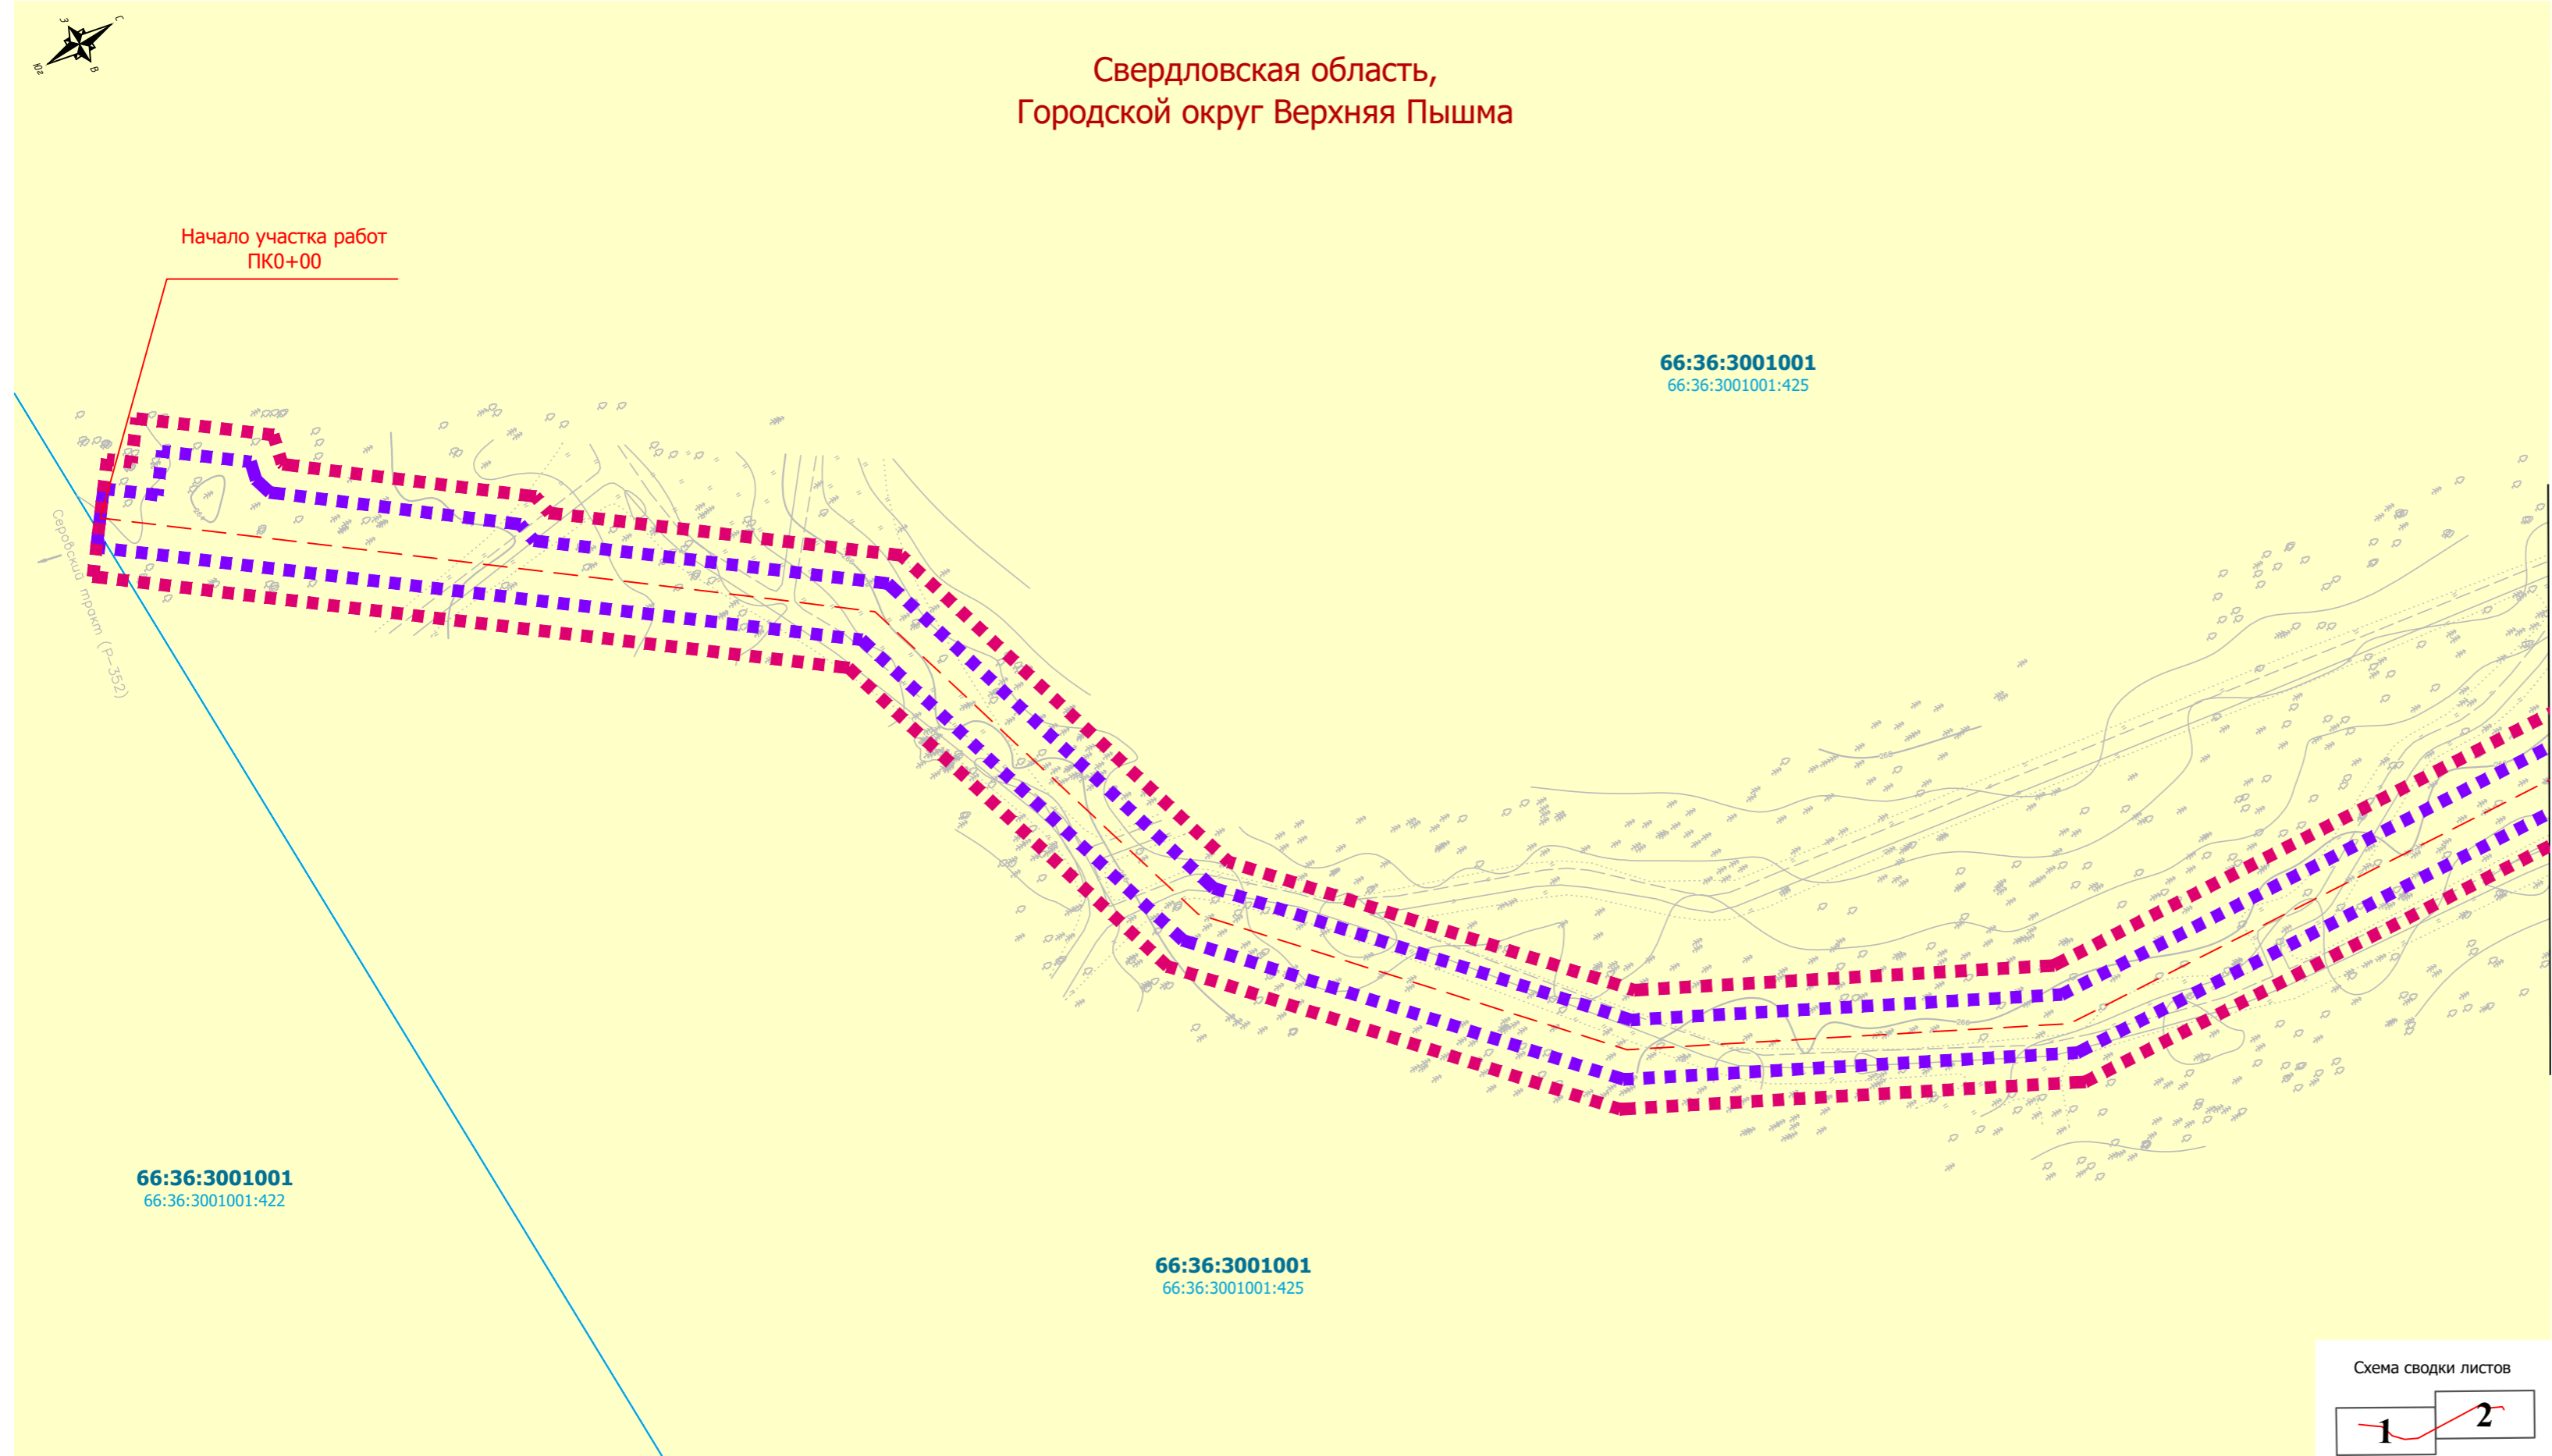 З
С
Юг
В
Свердловская область,
Городской округ Верхняя Пышма
Начало участка работ
ПК0+00
66:36:3001001
66:36:3001001:425
Серовский тракт (Р-352)
66:36:3001001
66:36:3001001:422
66:36:3001001
66:36:3001001:425
Схема сводки листов
1
2